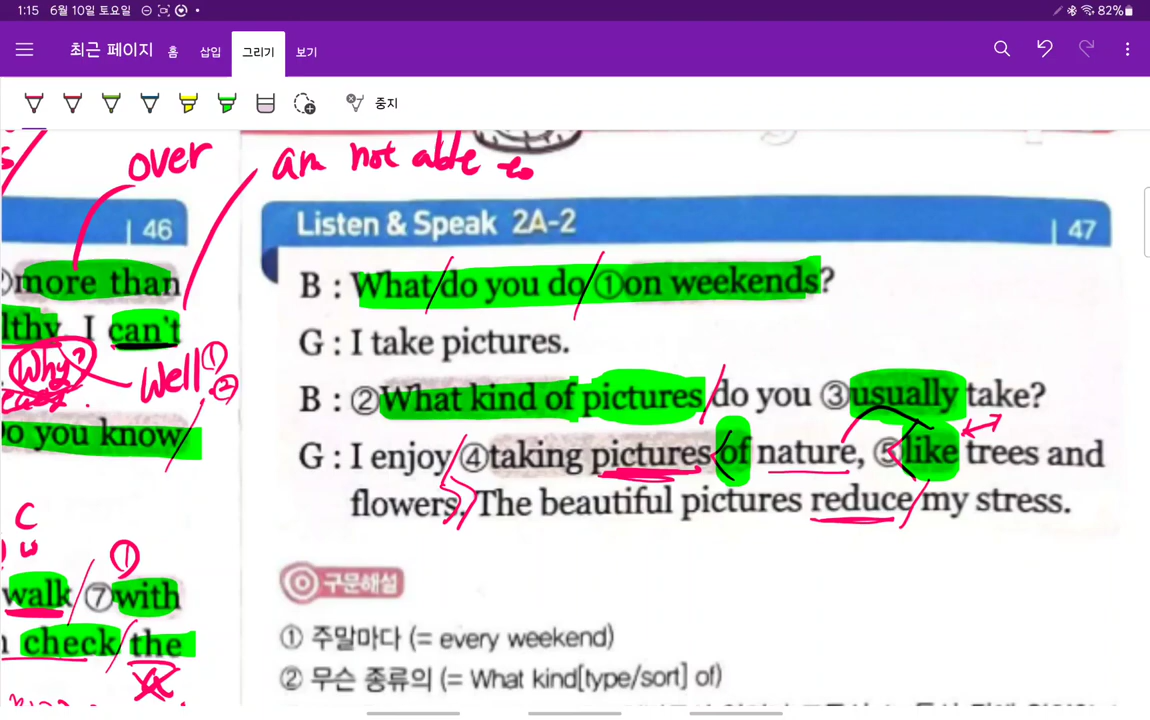 1:15 6월 10일 토요일
82%
최근 페이지 홈 삽입 그리기 보기
중지
over
am not able to
46
more than
lthy. I can't
Why?
Well ① ②
o you know
C
①
walk ⑦with
check the
Listen & Speak 2A-2
47
B : What do you do ①on weekends?
G : I take pictures.
B : ②What kind of pictures do you ③usually take?
G : I enjoy ④taking pictures of nature, ⑤like trees and
flowers. The beautiful pictures reduce my stress.
구문해설
① 주말마다 (= every weekend)
② 무슨 종류의 (= What kind[type/sort] of)